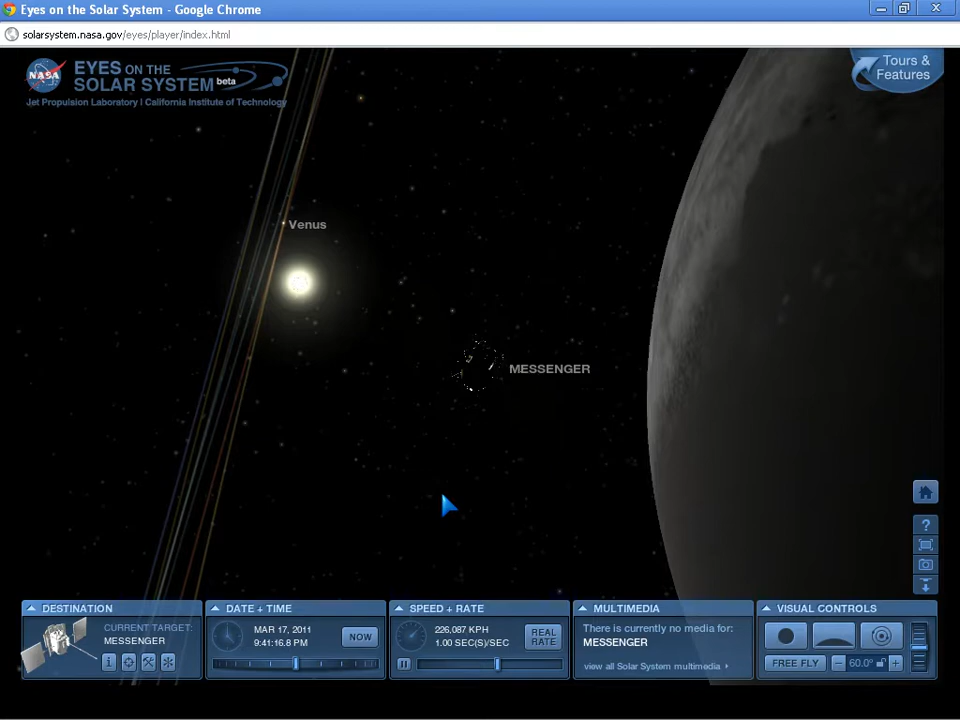 Eyes on the Solar System - Google Chrome
solarsystem.nasa.gov/eyes/player/index.html
NASA
EYES ON THE
SOLAR SYSTEM beta
Jet Propulsion Laboratory | California Institute of Technology
Tours &
Features
Venus
MESSENGER
?
DESTINATION
CURRENT TARGET:
MESSENGER
i
DATE + TIME
MAR 17, 2011
9:41:16.8 PM
NOW
SPEED + RATE
226,087 KPH
1.00 SEC(S)/SEC
REAL
RATE
MULTIMEDIA
There is currently no media for:
MESSENGER
view all Solar System multimedia
VISUAL CONTROLS
FREE FLY
− 60.0° +